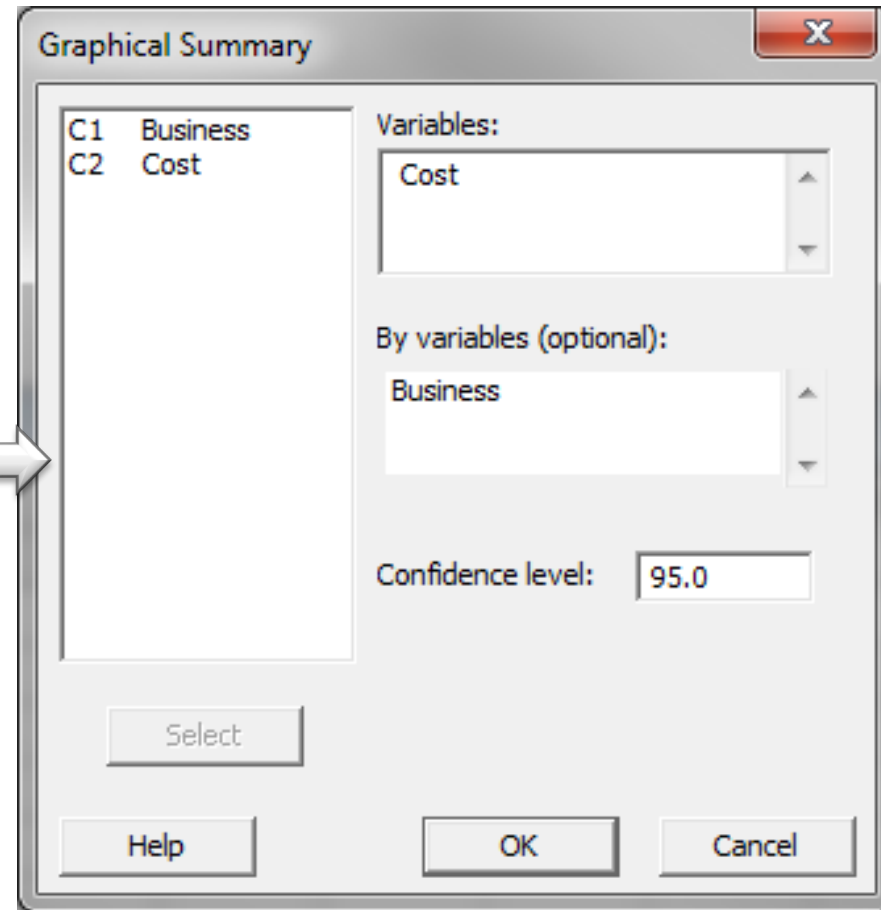 Graphical Summary
C1 Business
C2 Cost
Variables:
Cost
By variables (optional):
Business
Confidence level: 95.0
Select
Help OK Cancel